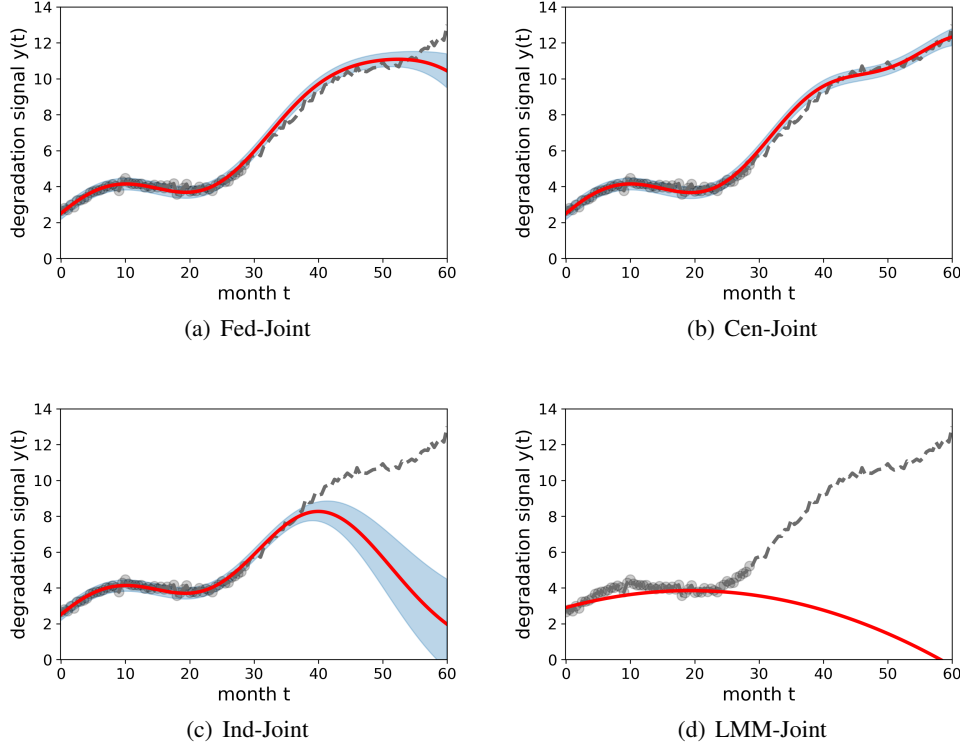 14
12
10
8
6
4
2
0
degradation signal y(t)
0 10 20 30 40 50 60
month t
(a) Fed-Joint
14
12
10
8
6
4
2
0
degradation signal y(t)
0 10 20 30 40 50 60
month t
(b) Cen-Joint
14
12
10
8
6
4
2
0
degradation signal y(t)
0 10 20 30 40 50 60
month t
(c) Ind-Joint
14
12
10
8
6
4
2
0
degradation signal y(t)
0 10 20 30 40 50 60
month t
(d) LMM-Joint